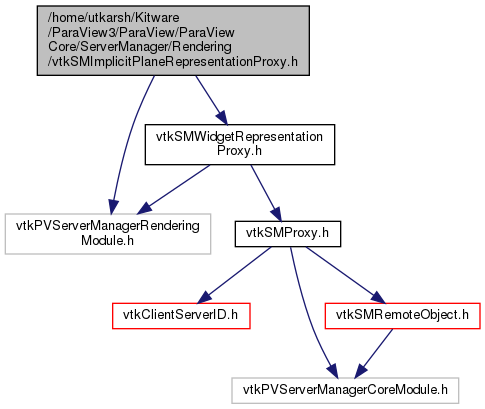 /home/utkarsh/Kitware
/ParaView3/ParaView/ParaView
Core/ServerManager/Rendering
/vtkSMImplicitPlaneRepresentationProxy.h
vtkSMWidgetRepresentation
Proxy.h
vtkPVServerManagerRendering
Module.h
vtkSMProxy.h
vtkClientServerID.h
vtkSMRemoteObject.h
vtkPVServerManagerCoreModule.h